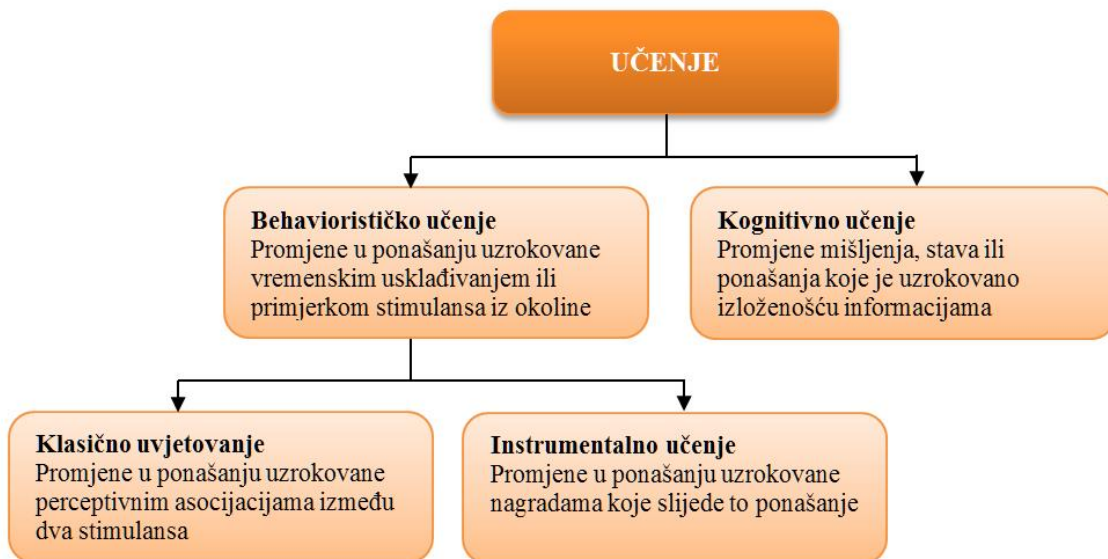 UČENJE
Behaviorističko učenje
Promjene u ponašanju uzrokovane
vremenskim usklađivanjem ili
primjerkom stimulansa iz okoline
Kognitivno učenje
Promjene mišljenja, stava ili
ponašanja koje je uzrokovano
izloženošću informacijama
Klasično uvjetovanje
Promjene u ponašanju uzrokovane
perceptivnim asocijacijama između
dva stimulansa
Instrumentalno učenje
Promjene u ponašanju uzrokovane
nagradama koje slijede to ponašanje